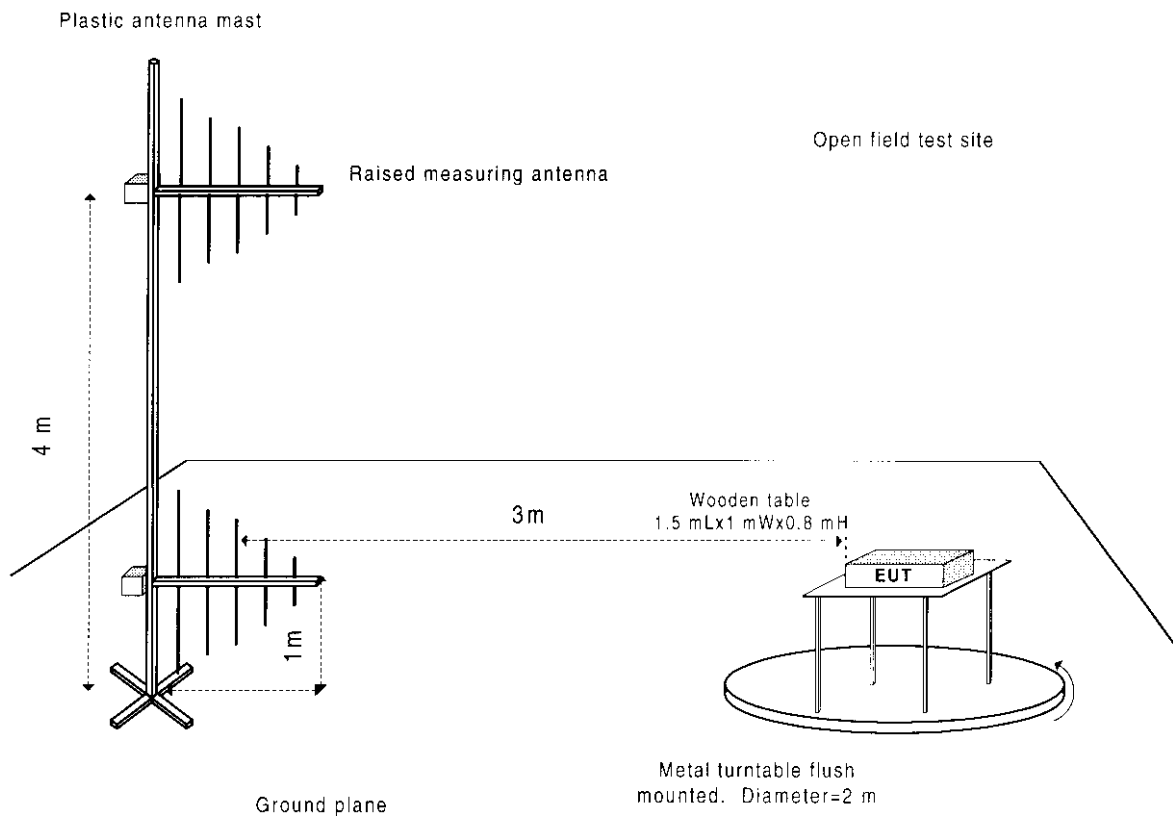 Plastic antenna mast
Open field test site
Raised measuring antenna
4 m
Wooden table
1.5 mLx1 mWx0.8 mH
3m
EUT
1m
Metal turntable flush
mounted. Diameter=2 m
Ground plane